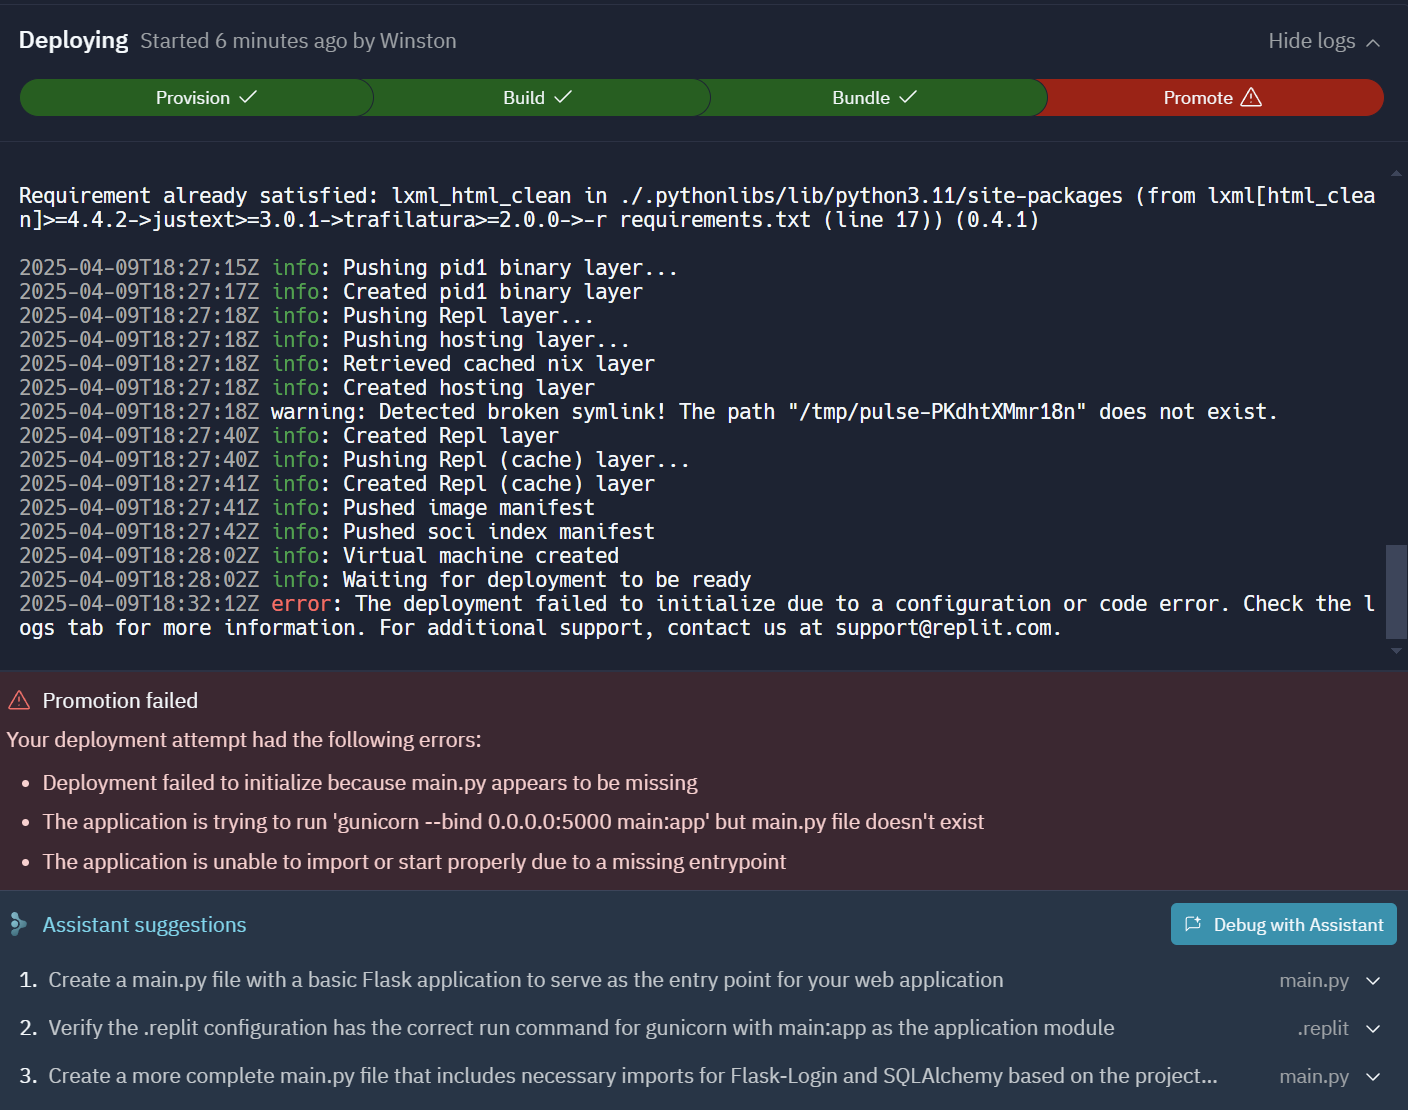 Deploying Started 6 minutes ago by Winston
Hide logs
Provision
Build
Bundle
Promote
Requirement already satisfied: lxml_html_clean in ./.pythonlibs/lib/python3.11/site-packages (from lxml[html_clea
n]>=4.4.2->justext>=3.0.1->trafilatura>=2.0.0->-r requirements.txt (line 17)) (0.4.1)
2025-04-09T18:27:15Z info: Pushing pid1 binary layer...
2025-04-09T18:27:17Z info: Created pid1 binary layer
2025-04-09T18:27:18Z info: Pushing Repl layer...
2025-04-09T18:27:18Z info: Pushing hosting layer...
2025-04-09T18:27:18Z info: Retrieved cached nix layer
2025-04-09T18:27:18Z info: Created hosting layer
2025-04-09T18:27:18Z warning: Detected broken symlink! The path "/tmp/pulse-PKdhtXMmr18n" does not exist.
2025-04-09T18:27:40Z info: Created Repl layer
2025-04-09T18:27:40Z info: Pushing Repl (cache) layer...
2025-04-09T18:27:41Z info: Created Repl (cache) layer
2025-04-09T18:27:41Z info: Pushed image manifest
2025-04-09T18:27:42Z info: Pushed soci index manifest
2025-04-09T18:28:02Z info: Virtual machine created
2025-04-09T18:28:02Z info: Waiting for deployment to be ready
2025-04-09T18:32:12Z error: The deployment failed to initialize due to a configuration or code error. Check the l
ogs tab for more information. For additional support, contact us at support@replit.com.
Promotion failed
Your deployment attempt had the following errors:
• Deployment failed to initialize because main.py appears to be missing
• The application is trying to run 'gunicorn --bind 0.0.0.0:5000 main:app' but main.py file doesn't exist
• The application is unable to import or start properly due to a missing entrypoint
Assistant suggestions
Debug with Assistant
1. Create a main.py file with a basic Flask application to serve as the entry point for your web application main.py
2. Verify the .replit configuration has the correct run command for gunicorn with main:app as the application module .replit
3. Create a more complete main.py file that includes necessary imports for Flask-Login and SQLAlchemy based on the project... main.py